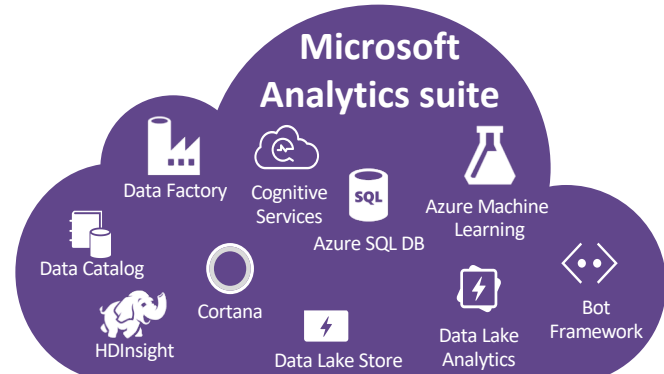 Microsoft
Analytics suite
Data Factory
Cognitive
Services
SQL
Azure SQL DB
Azure Machine
Learning
Data Catalog
Cortana
HDInsight
Data Lake Store
Data Lake
Analytics
Bot
Framework